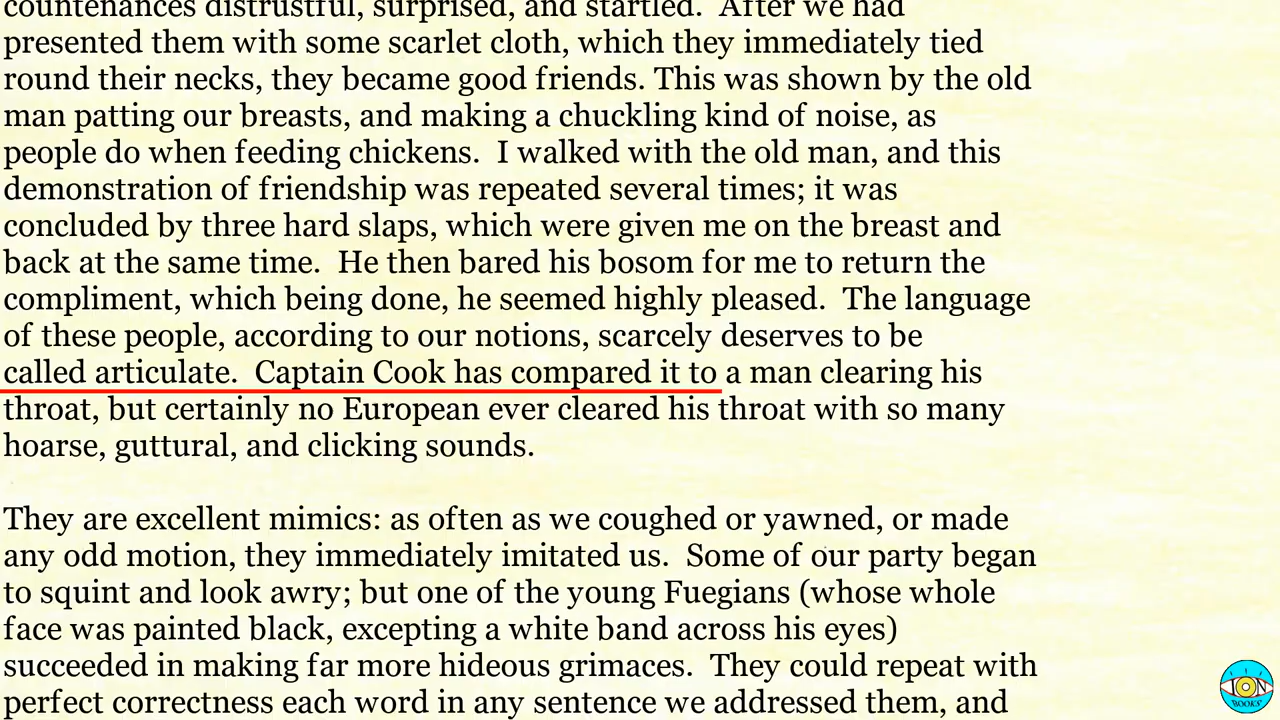 countenances distrustful, surprised, and startled. After we had
presented them with some scarlet cloth, which they immediately tied
round their necks, they became good friends. This was shown by the old
man patting our breasts, and making a chuckling kind of noise, as
people do when feeding chickens. I walked with the old man, and this
demonstration of friendship was repeated several times; it was
concluded by three hard slaps, which were given me on the breast and
back at the same time. He then bared his bosom for me to return the
compliment, which being done, he seemed highly pleased. The language
of these people, according to our notions, scarcely deserves to be
called articulate. Captain Cook has compared it to a man clearing his
throat, but certainly no European ever cleared his throat with so many
hoarse, guttural, and clicking sounds.
They are excellent mimics: as often as we coughed or yawned, or made
any odd motion, they immediately imitated us. Some of our party began
to squint and look awry; but one of the young Fuegians (whose whole
face was painted black, excepting a white band across his eyes)
succeeded in making far more hideous grimaces. They could repeat with
perfect correctness each word in any sentence we addressed them, and
BOOKS